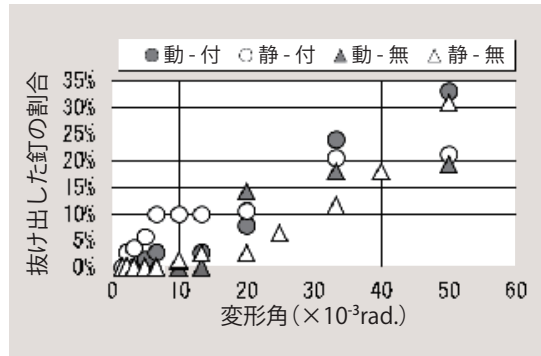 動 - 付 静 - 付 動 - 無 静 - 無
抜け出した釘の割合
35%
30%
25%
20%
15%
10%
5%
0%
0 10 20 30 40 50 60
変形角(×10-³rad.)